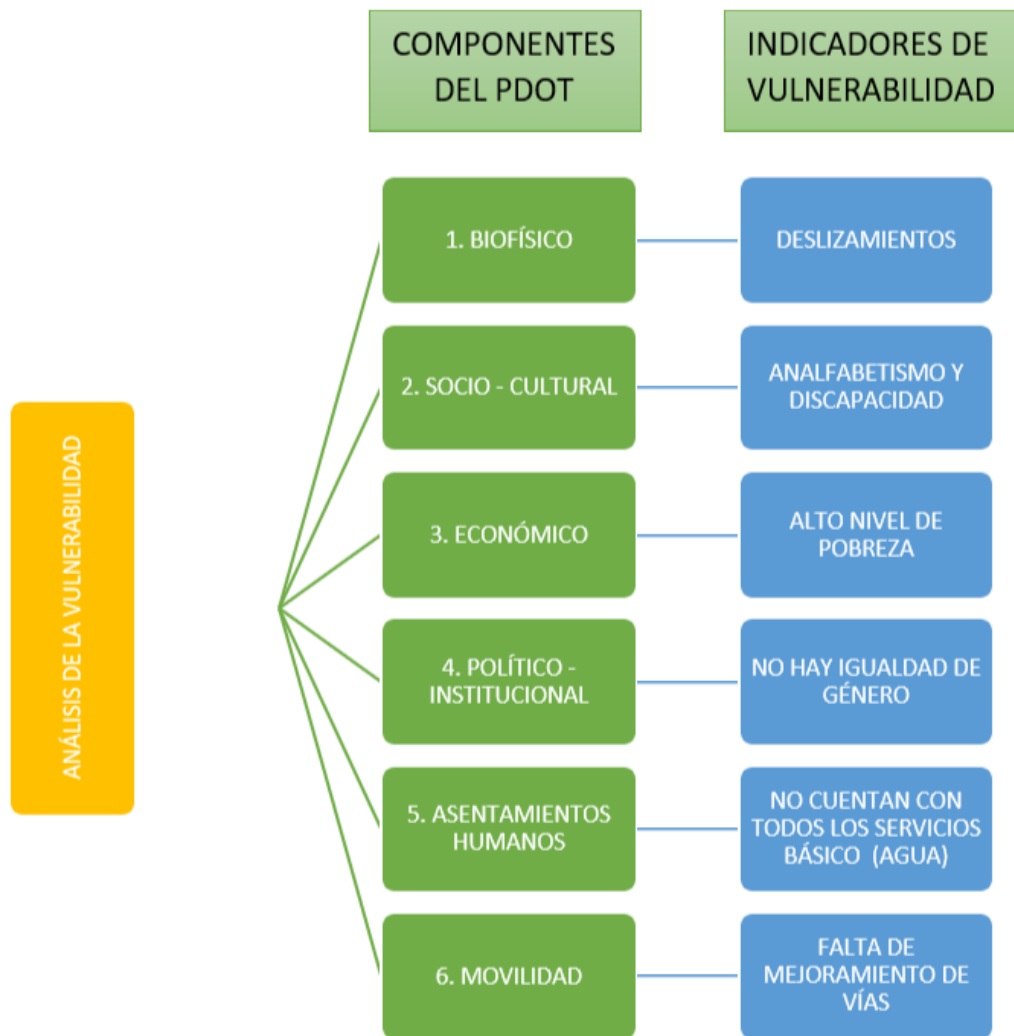 COMPONENTES
DEL PDOT
INDICADORES DE
VULNERABILIDAD
ANÁLISIS DE LA VULNERABILIDAD
1. BIOFÍSICO
DESLIZAMIENTOS
2. SOCIO - CULTURAL
ANALFABETISMO Y
DISCAPACIDAD
3. ECONÓMICO
ALTO NIVEL DE
POBREZA
4. POLÍTICO -
INSTITUCIONAL
NO HAY IGUALDAD DE
GÉNERO
5. ASENTAMIENTOS
HUMANOS
NO CUENTAN CON
TODOS LOS SERVICIOS
BÁSICO (AGUA)
6. MOVILIDAD
FALTA DE
MEJORAMIENTO DE
VÍAS